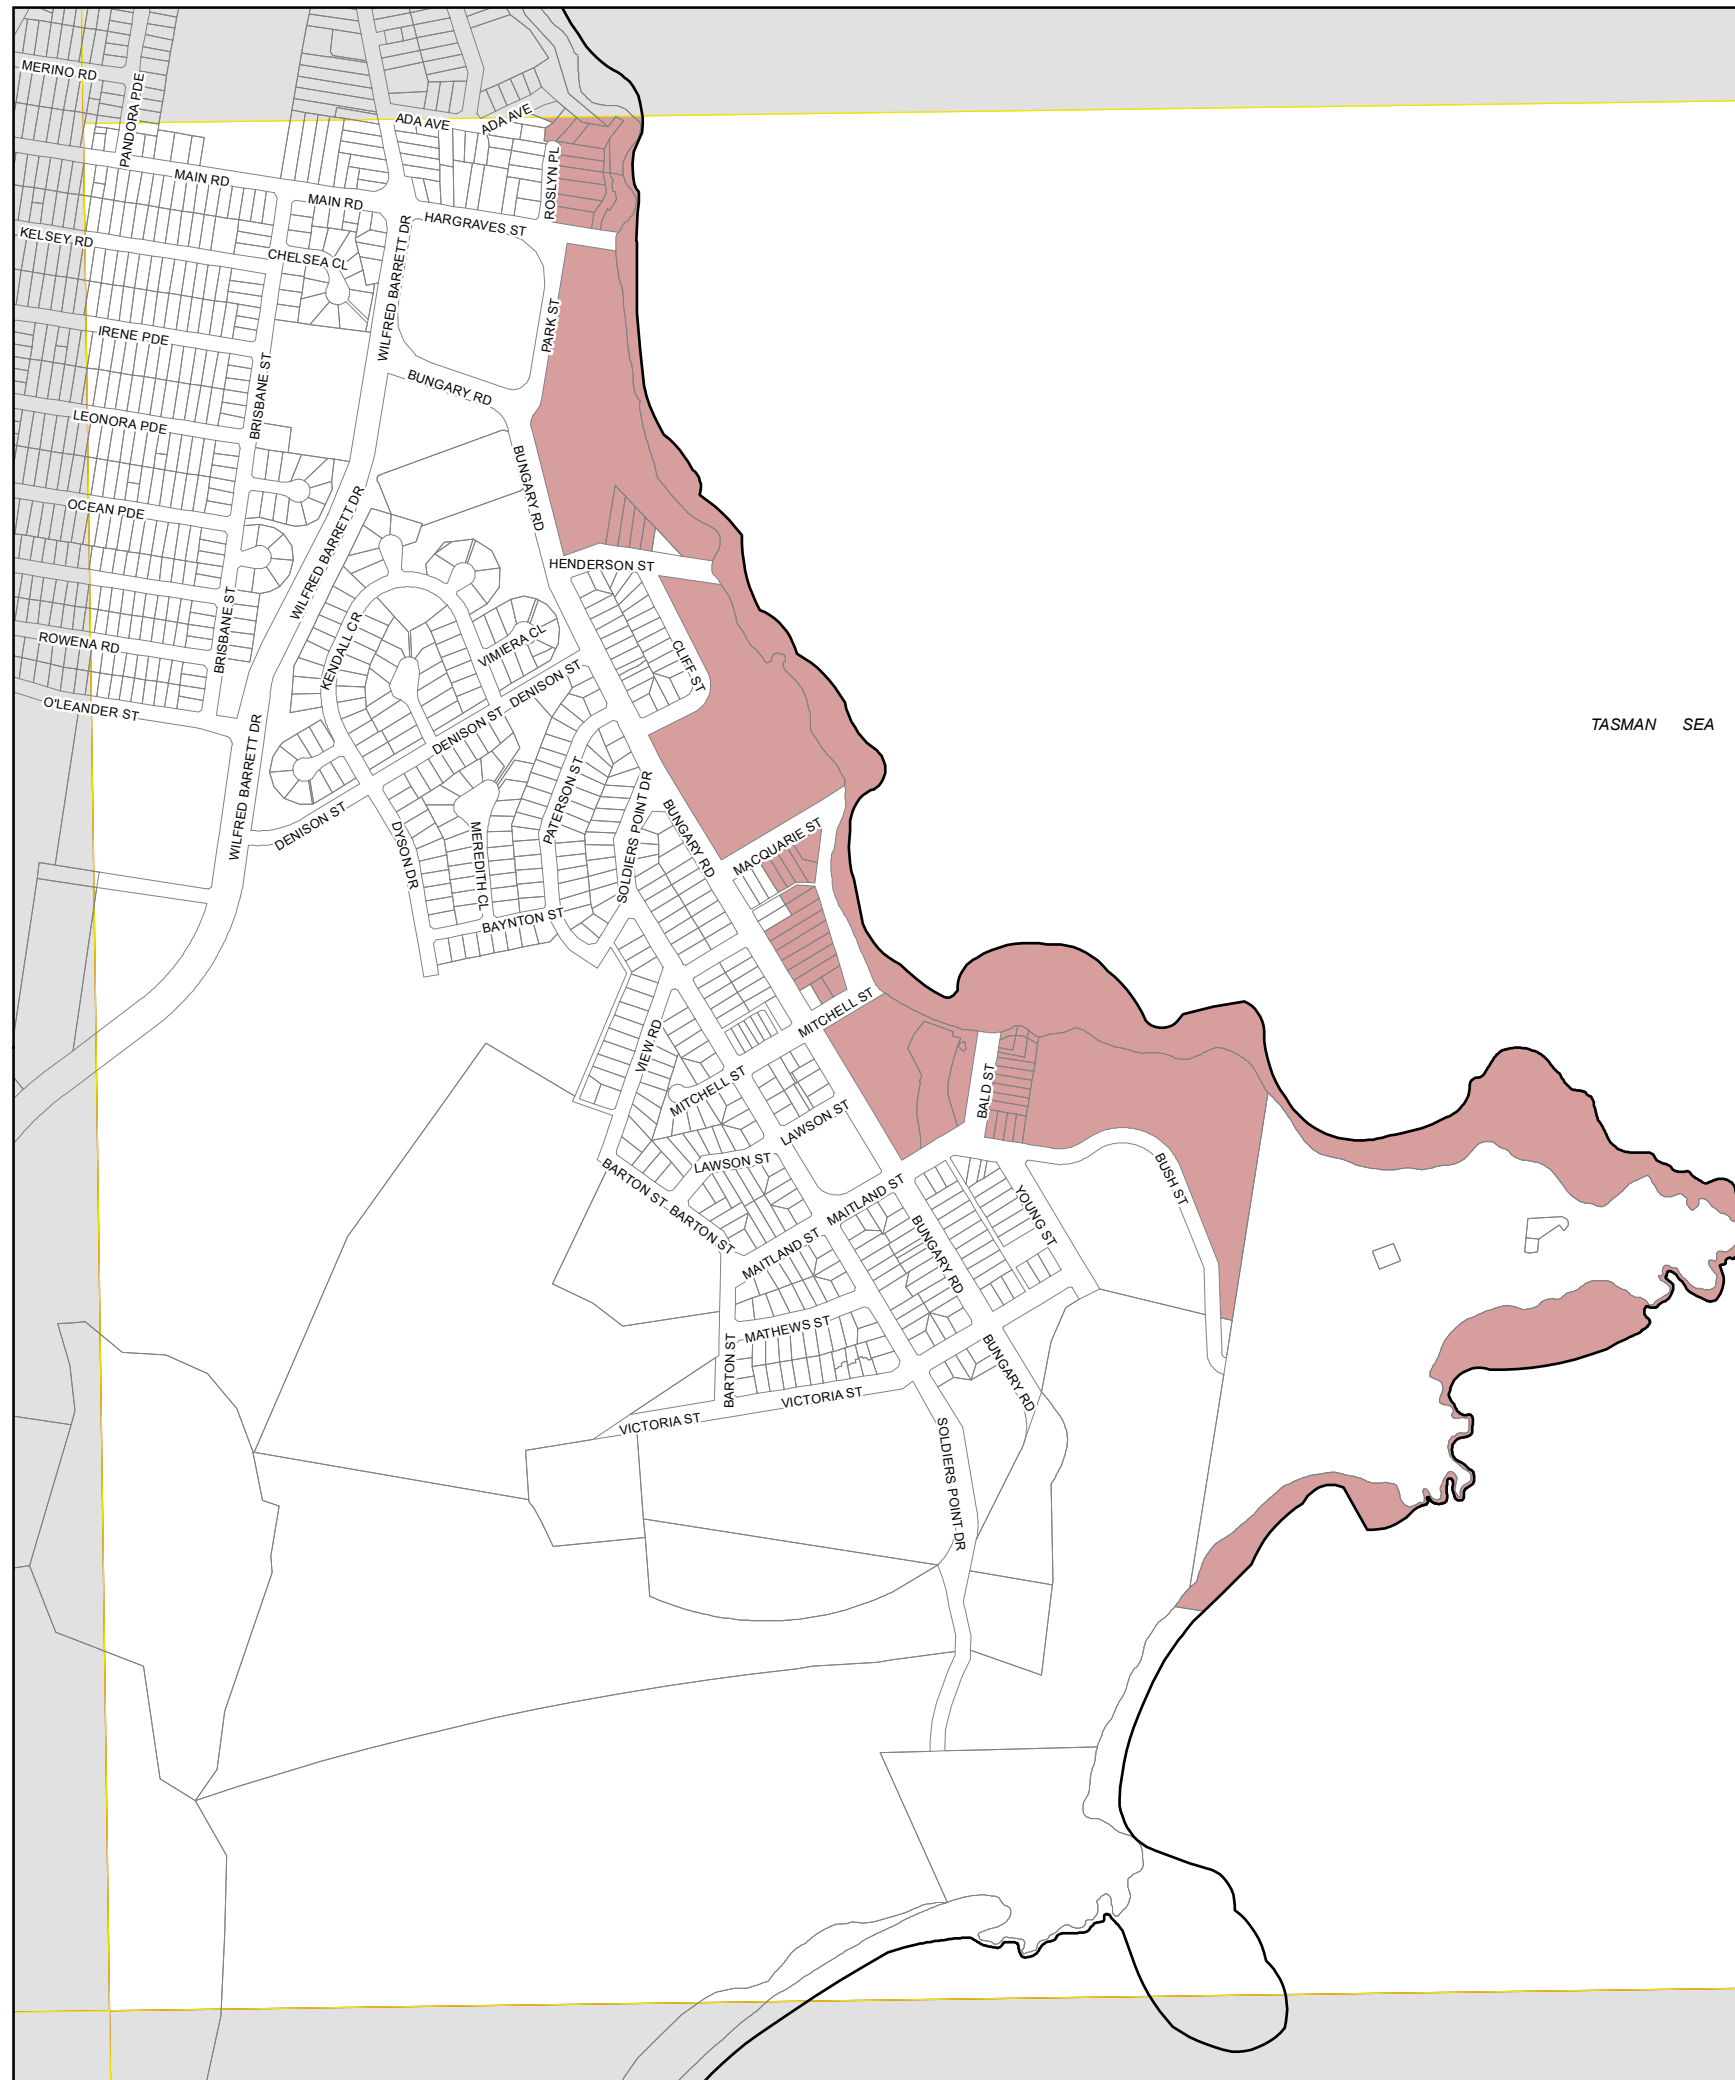 MERINO RD
PANDORA PDE
ADA AVE
ADA AVE
MAIN RD
MAIN RD
ROSLYN PL
HARGRAVES ST
KELSEY RD
CHELSEA CL
WILFRED BARRETT DR
PARK ST
IRENE PDE
BRISBANE ST
BUNGARY RD
LEONORA PDE
BUNGARY RD
OCEAN PDE
WILFRED BARRETT DR
HENDERSON ST
BRISBANE ST
ROWENA RD
KENDALL CR
VIMIERA CL
CLIFF ST
DENISON ST
O'LEANDER ST
DENISON ST
TASMAN SEA
WILFRED BARRETT DR
PATERSON ST
SOLDIERS POINT DR
BUNGARY RD
DENISON ST
DYSON DR
MEREDITH CL
MACQUARIE ST
BAYNTON ST
MITCHELL ST
VIEW RD
MITCHELL ST
BALD ST
LAWSON ST
LAWSON ST
BARTON ST
BARTON ST
MAITLAND ST
BUSH ST
YOUNG ST
MAITLAND ST
BUNGARY RD
MATHEWS ST
BARTON ST
BUNGARY RD
VICTORIA ST
VICTORIA ST
SOLDIERS POINT DR